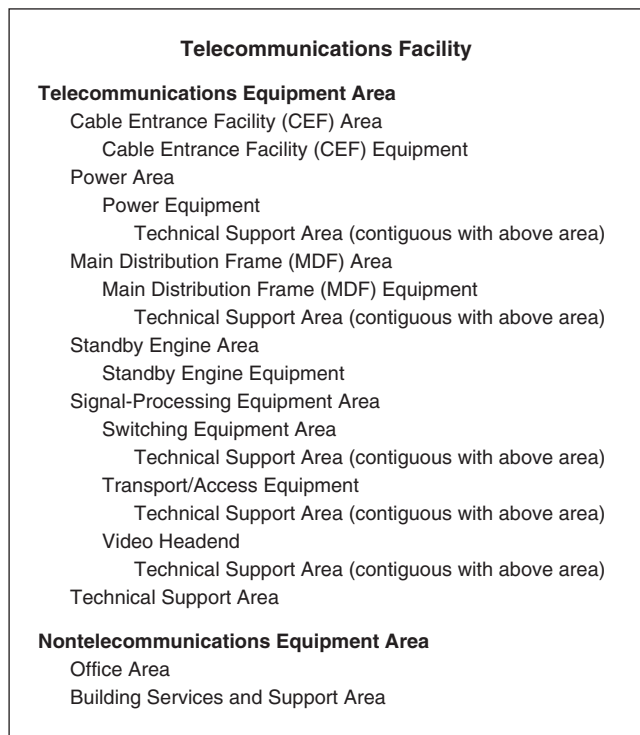 Telecommunications Facility
Telecommunications Equipment Area
Cable Entrance Facility (CEF) Area
Cable Entrance Facility (CEF) Equipment
Power Area
Power Equipment
Technical Support Area (contiguous with above area)
Main Distribution Frame (MDF) Area
Main Distribution Frame (MDF) Equipment
Technical Support Area (contiguous with above area)
Standby Engine Area
Standby Engine Equipment
Signal-Processing Equipment Area
Switching Equipment Area
Technical Support Area (contiguous with above area)
Transport/Access Equipment
Technical Support Area (contiguous with above area)
Video Headend
Technical Support Area (contiguous with above area)
Technical Support Area
Nontelecommunications Equipment Area
Office Area
Building Services and Support Area